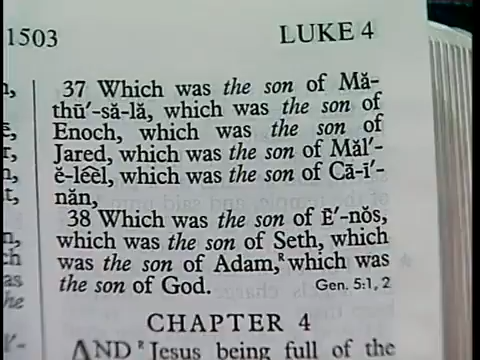 1503
LUKE 4
37 Which was the son of Mă-
thū′-să-lă, which was the son of
Enoch, which was the son of
Jared, which was the son of Măl′-
ĕ-lēel, which was the son of Cā-ī′-
năn,
38 Which was the son of E′-nŏs,
which was the son of Seth, which
was the son of Adam,ᴿ which was
the son of God. Gen. 5:1, 2
CHAPTER 4
AND ᴿ Jesus being full of the